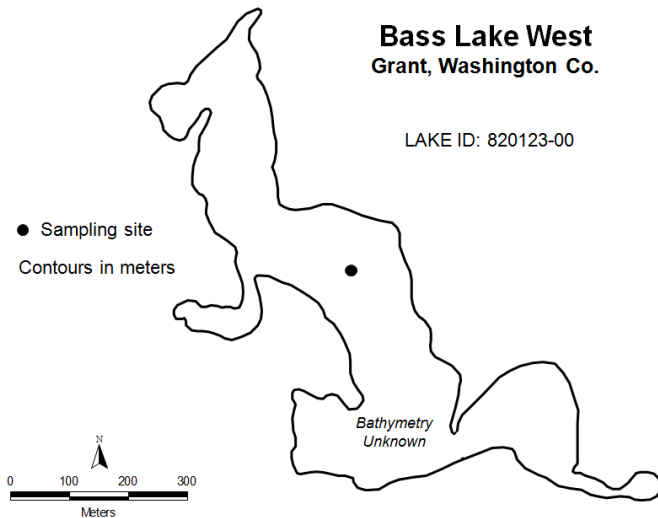 Bass Lake West
Grant, Washington Co.
LAKE ID: 820123-00
Sampling site
Contours in meters
Bathymetry
Unknown
N
0 100 200 300
Meters